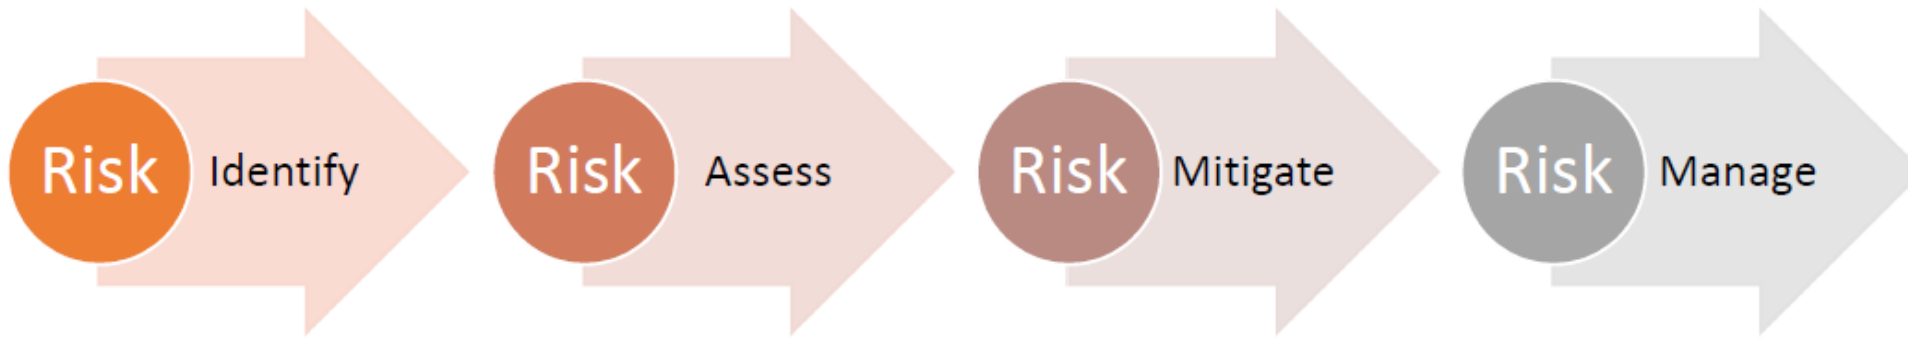 Risk Identify
Risk Assess
Risk Mitigate
Risk Manage